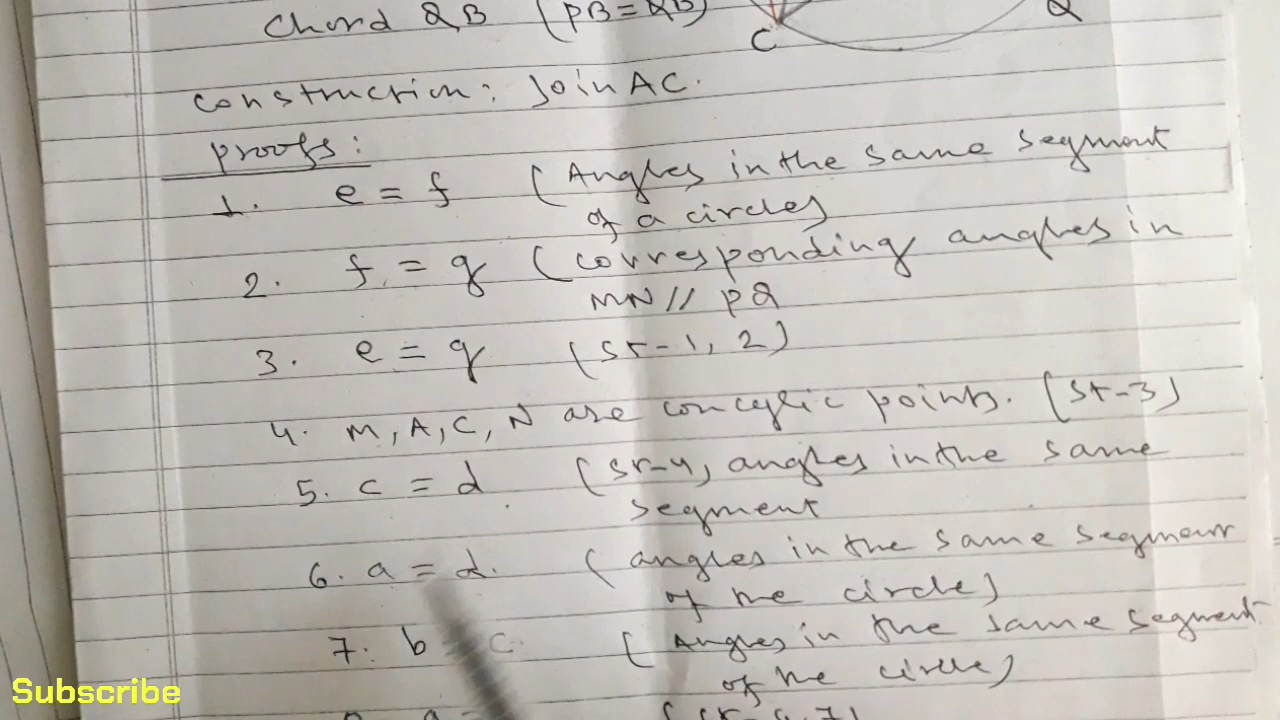 Chord QB (PB=QB)
C
Q
Construction: Join AC.
Proofs:
1. e = f (Angles in the same segment
of a circles
2. f = g (Corresponding angles in
MN // PQ
3. e = g (St-1, 2)
4. M, A, C, N are concylic points. (St-3)
5. c = d (St-4, angles in the same
segment
6. a = d. (angles in the same segment
of the circle)
7. b = c. (Angles in the same segment
of the circle)
Subscribe